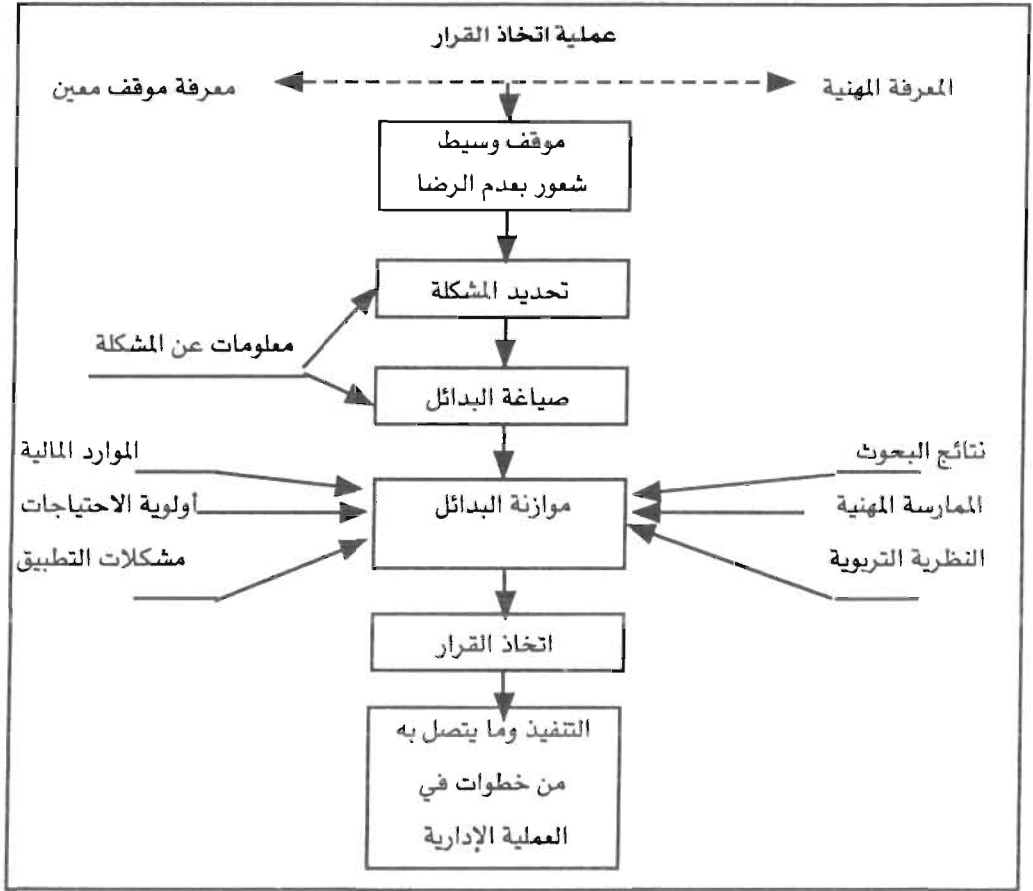 عملية اتخاذ القرار
المعرفة المهنية
معرفة موقف معين
موقف وسيط
شعور بعدم الرضا
تحديد المشكلة
معلومات عن المشكلة
صياغة البدائل
نتائج البحوث
الممارسة المهنية
النظرية التربوية
موازنة البدائل
الموارد المالية
أولوية الاحتياجات
مشكلات التطبيق
اتخاذ القرار
التنفيذ وما يتصل به
من خطوات في
العملية الإدارية